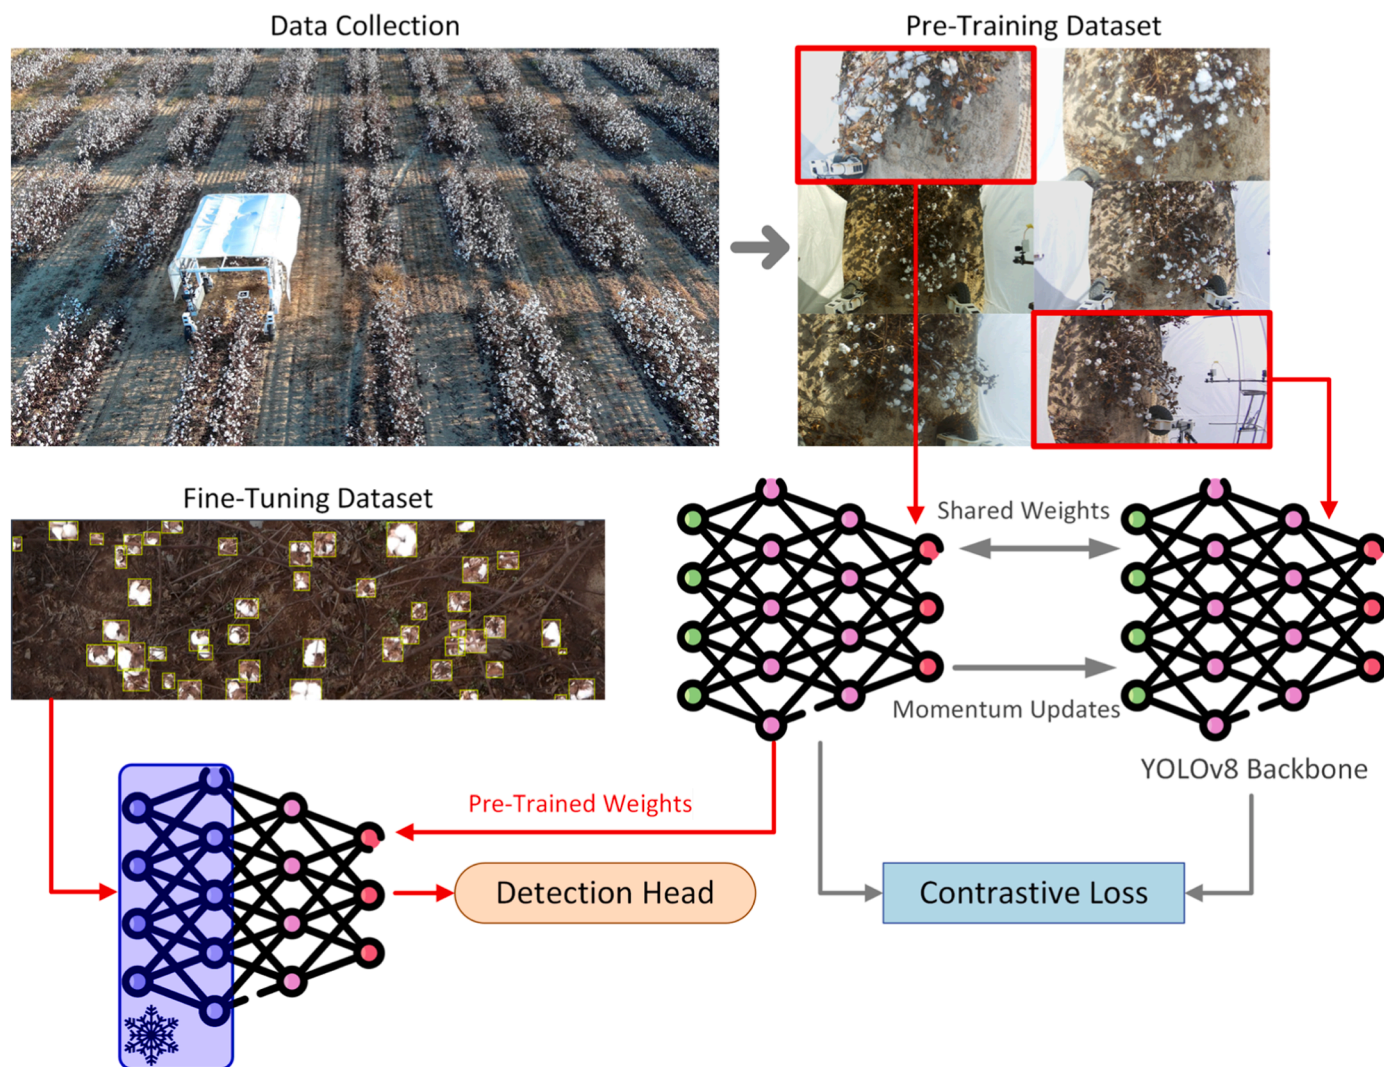 Data Collection
Pre-Training Dataset
Fine-Tuning Dataset
Shared Weights
Momentum Updates
YOLOv8 Backbone
Pre-Trained Weights
Detection Head
Contrastive Loss